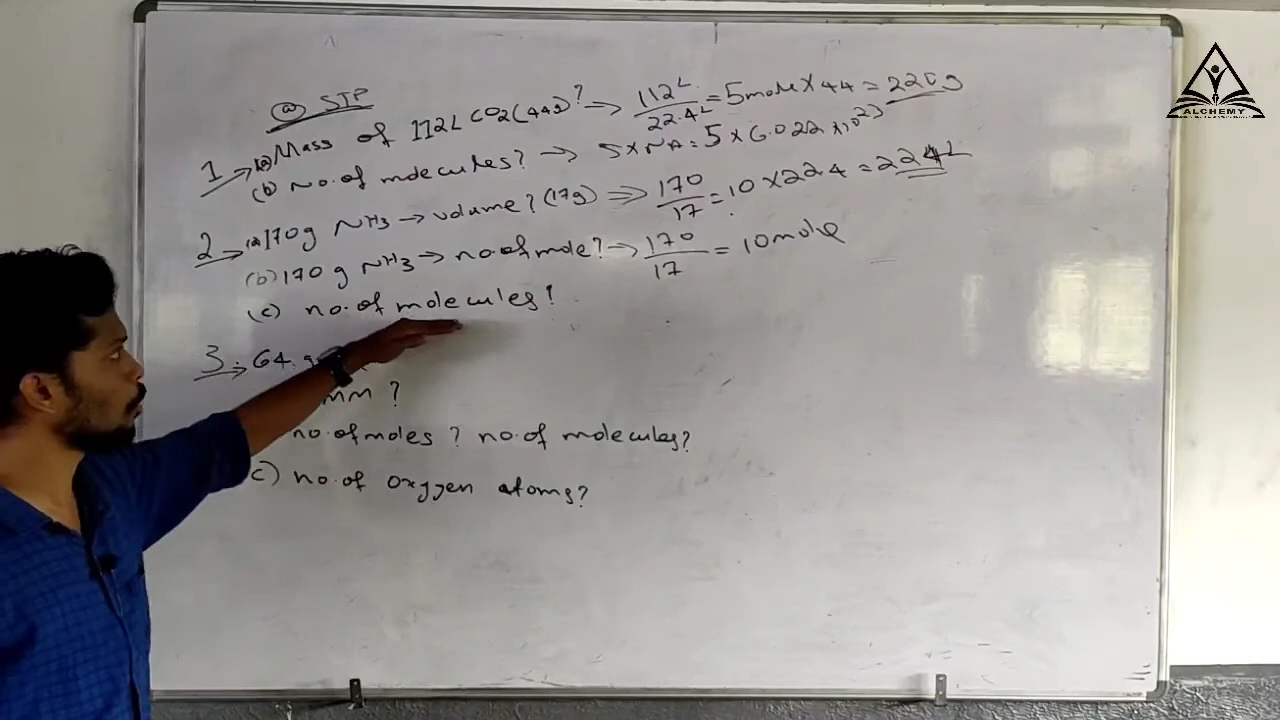 @ STP
1 (a) Mass of 112L CO2(44g)? → 112L/22.4L = 5mole × 44 = 220g
(b) No.of molecules? → 5×NA = 5 × 6.022 × 10^23
2 → (a) 170g NH3 → volume? (17g) ⇒ 170/17 = 10 × 22.4 = 224L
(b) 170 g NH3 → no of mole? → 170/17 = 10 mole
(c) no.of molecules?
3. 64 g
mm ?
no.of moles ? no.of molecules?
c) no.of oxygen atoms?
ALCHEMY